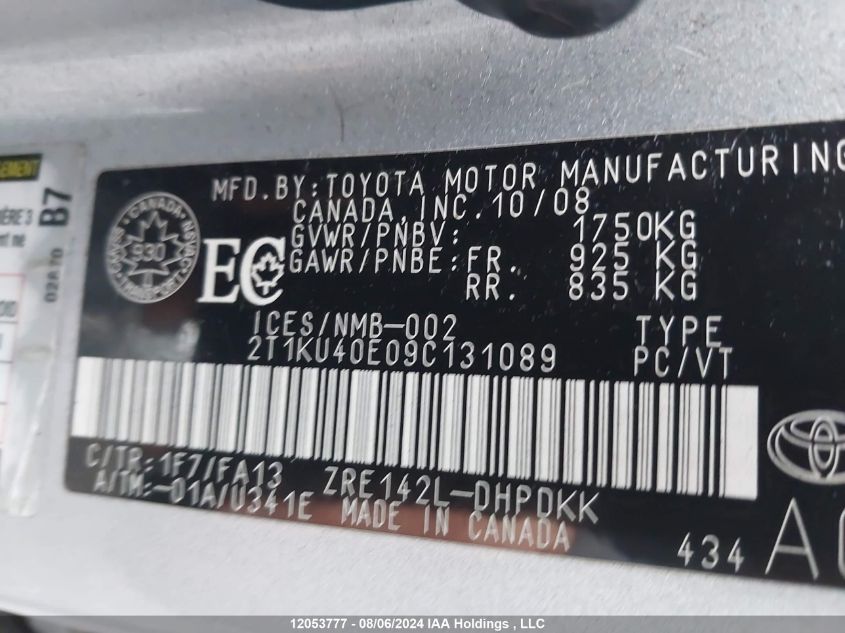 MFD.BY:TOYOTA MOTOR MANUFACTURING
CANADA,INC.10/08
GVWR/PNBV: 1750KG
GAWR/PNBE:FR. 925 KG
RR. 835 KG
CANADA
930
EC
ICES/NMB-002
2T1KU40E09C131089
TYPE
PC/VT
C/TR:1F7/FA13 ZRE142L-DHPDKK
A/TM:-01A/U341E MADE IN CANADA
434
B7
12053777 - 08/06/2024 IAA Holdings , LLC